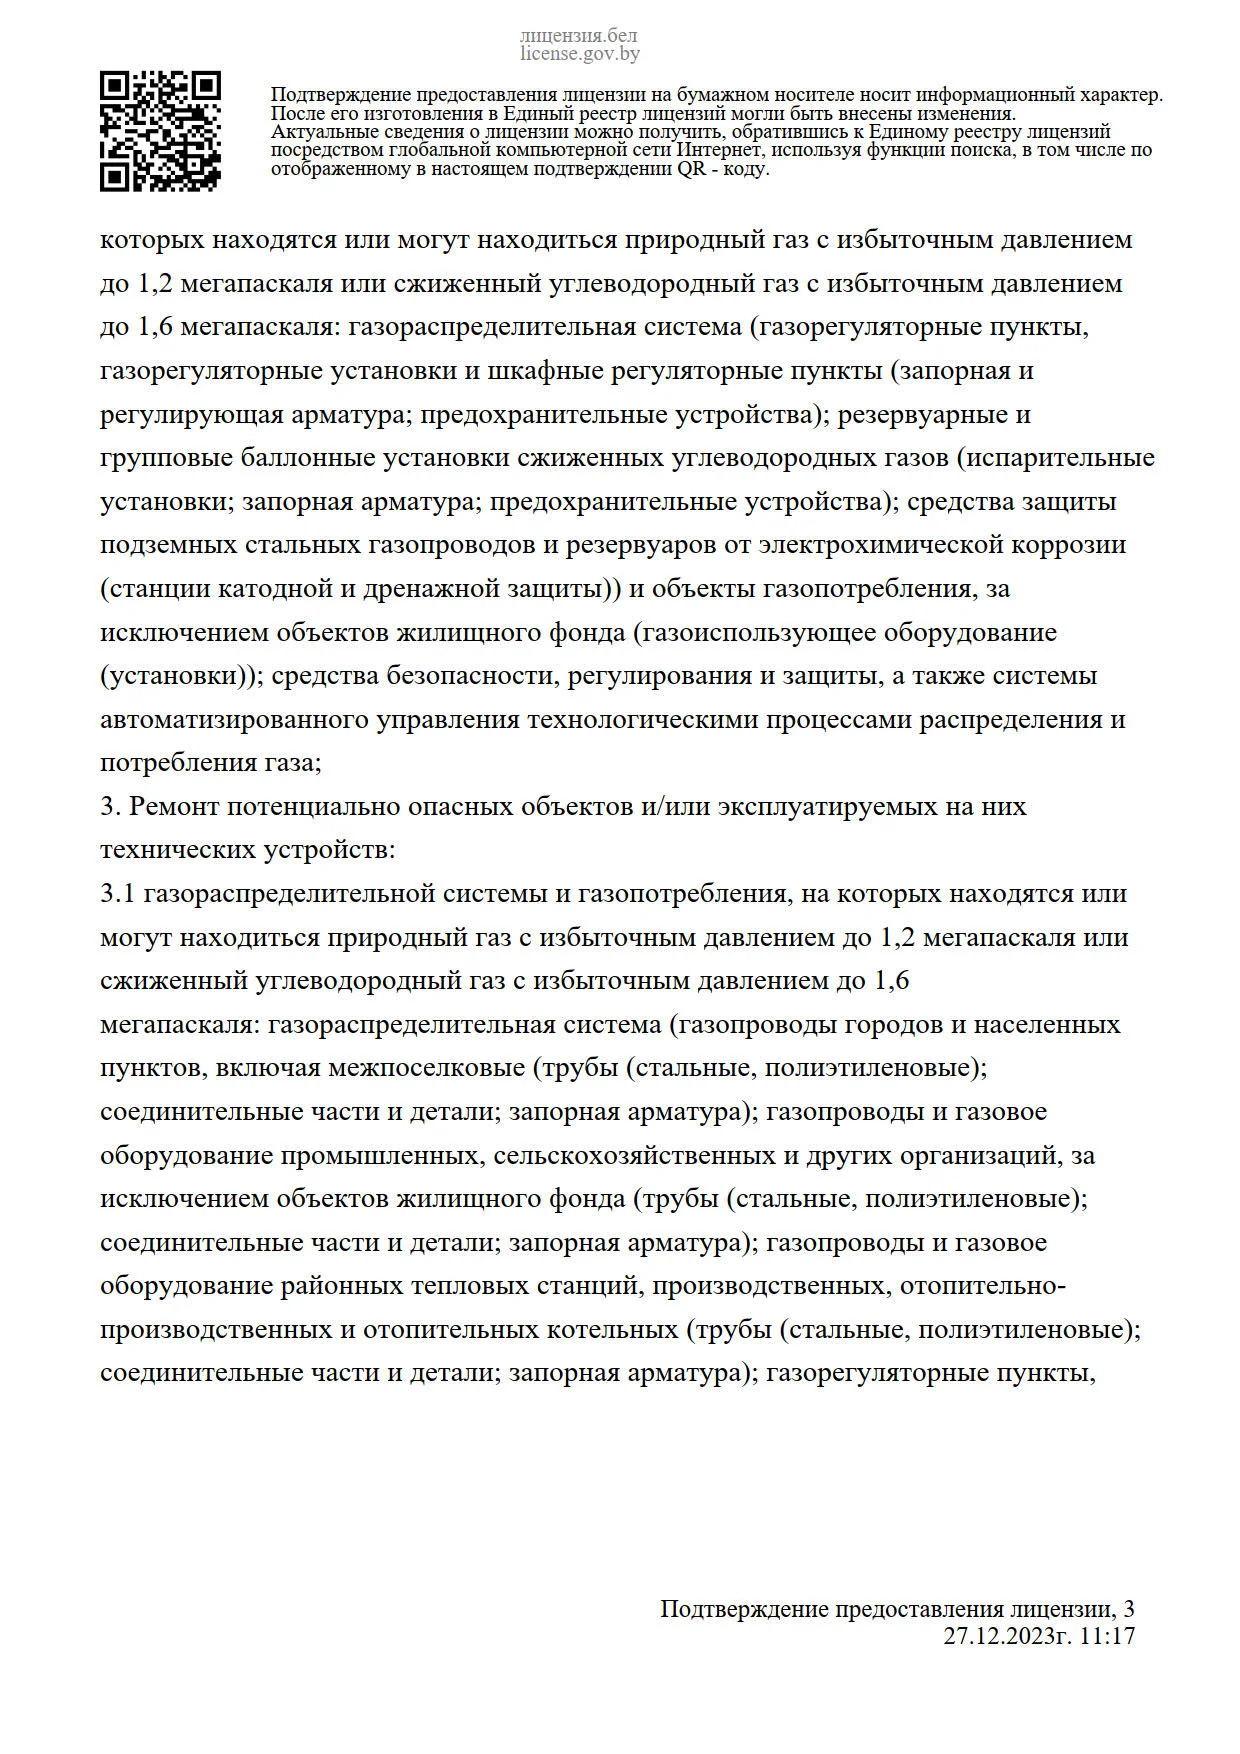 лицензия.бел
license.gov.by
Подтверждение предоставления лицензии на бумажном носителе носит информационный характер.
После его изготовления в Единый реестр лицензий могли быть внесены изменения.
Актуальные сведения о лицензии можно получить, обратившись к Единому реестру лицензий
посредством глобальной компьютерной сети Интернет, используя функции поиска, в том числе по
отображенному в настоящем подтверждении QR - коду.
которых находятся или могут находиться природный газ с избыточным давлением
до 1,2 мегапаскаля или сжиженный углеводородный газ с избыточным давлением
до 1,6 мегапаскаля: газораспределительная система (газорегуляторные пункты,
газорегуляторные установки и шкафные регуляторные пункты (запорная и
регулирующая арматура; предохранительные устройства); резервуарные и
групповые баллонные установки сжиженных углеводородных газов (испарительные
установки; запорная арматура; предохранительные устройства); средства защиты
подземных стальных газопроводов и резервуаров от электрохимической коррозии
(станции катодной и дренажной защиты)) и объекты газопотребления, за
исключением объектов жилищного фонда (газоиспользующее оборудование
(установки)); средства безопасности, регулирования и защиты, а также системы
автоматизированного управления технологическими процессами распределения и
потребления газа;
3. Ремонт потенциально опасных объектов и/или эксплуатируемых на них
технических устройств:
3.1 газораспределительной системы и газопотребления, на которых находятся или
могут находиться природный газ с избыточным давлением до 1,2 мегапаскаля или
сжиженный углеводородный газ с избыточным давлением до 1,6
мегапаскаля: газораспределительная система (газопроводы городов и населенных
пунктов, включая межпоселковые (трубы (стальные, полиэтиленовые);
соединительные части и детали; запорная арматура); газопроводы и газовое
оборудование промышленных, сельскохозяйственных и других организаций, за
исключением объектов жилищного фонда (трубы (стальные, полиэтиленовые);
соединительные части и детали; запорная арматура); газопроводы и газовое
оборудование районных тепловых станций, производственных, отопительно-
производственных и отопительных котельных (трубы (стальные, полиэтиленовые);
соединительные части и детали; запорная арматура); газорегуляторные пункты,
Подтверждение предоставления лицензии, 3
27.12.2023г. 11:17